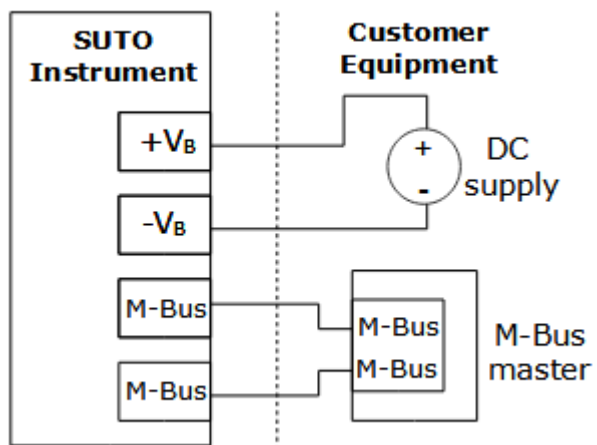 SUTO
Instrument
Customer
Equipment
+VB
+
-
DC
supply
-VB
M-Bus
M-Bus
M-Bus
M-Bus
M-Bus
master